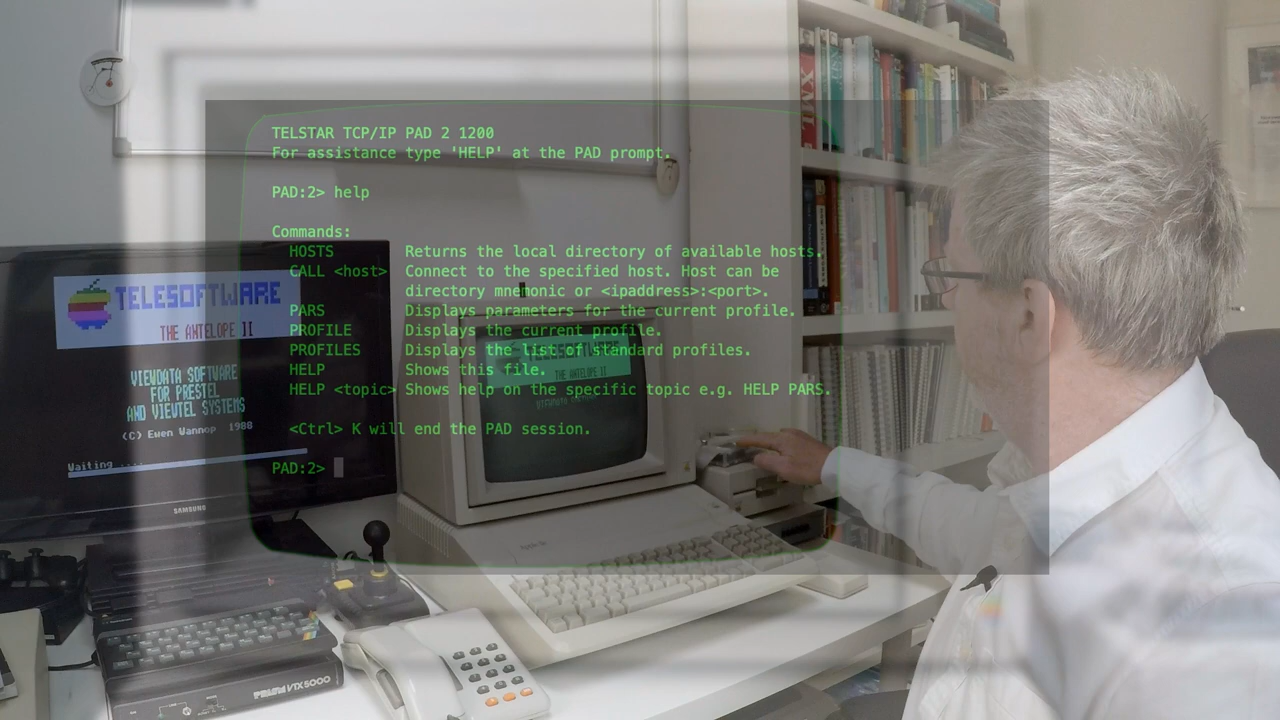 TELSTAR TCP/IP PAD 2 1200
For assistance type 'HELP' at the PAD prompt.
PAD:2> help
Commands:
HOSTS Returns the local directory of available hosts.
CALL <host> Connect to the specified host. Host can be
directory mnemonic or <ipaddress>:<port>.
PARS Displays parameters for the current profile.
PROFILE Displays the current profile.
PROFILES Displays the list of standard profiles.
HELP Shows this file.
HELP <topic> Shows help on the specific topic e.g. HELP PARS.
<Ctrl> K will end the PAD session.
PAD:2>
TELESOFTWARE
THE ANTELOPE II
VIEWDATA SOFTWARE
FOR PRESTEL
AND VIEWTEL SYSTEMS
(C) Ewen Wannop 1988
Waiting ....
SAMSUNG
TELESOFTWARE
THE ANTELOPE II
PRISM VTX5000